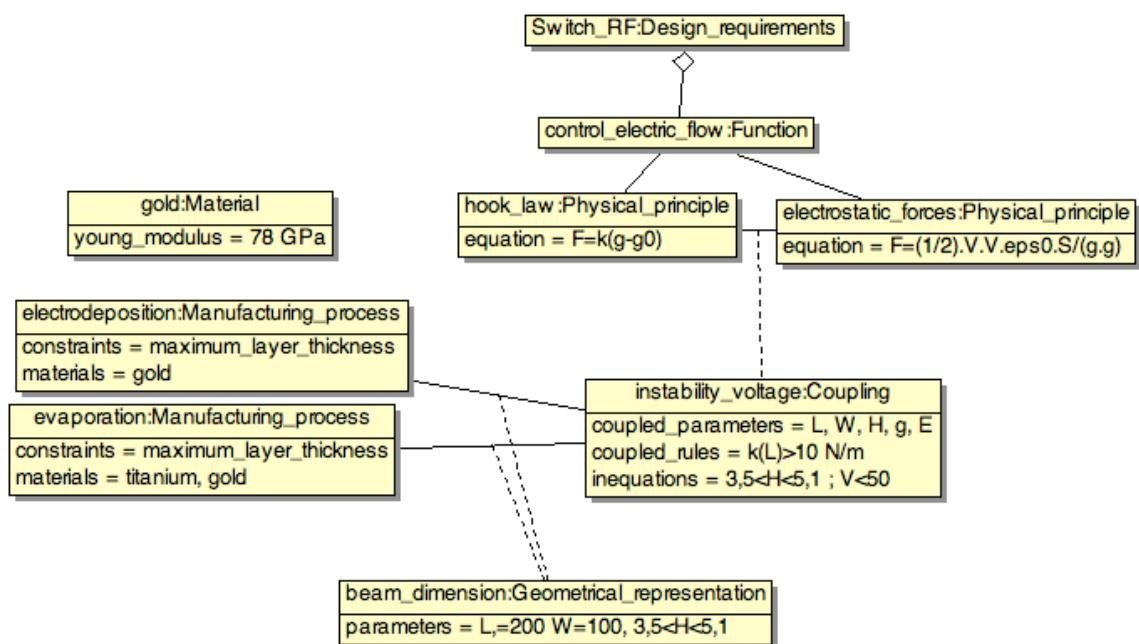 Switch_RF:Design_requirements
control_electric_flow:Function
hook_law:Physical_principle
equation = F=k(g-g0)
electrostatic_forces:Physical_principle
equation = F=(1/2).V.V.eps0.S/(g.g)
gold:Material
young_modulus = 78 GPa
electrodeposition:Manufacturing_process
constraints = maximum_layer_thickness
materials = gold
evaporation:Manufacturing_process
constraints = maximum_layer_thickness
materials = titanium, gold
instability_voltage:Coupling
coupled_parameters = L, W, H, g, E
coupled_rules = k(L)>10 N/m
inequations = 3,5<H<5,1 ; V<50
beam_dimension:Geometrical_representation
parameters = L,=200 W=100, 3,5<H<5,1